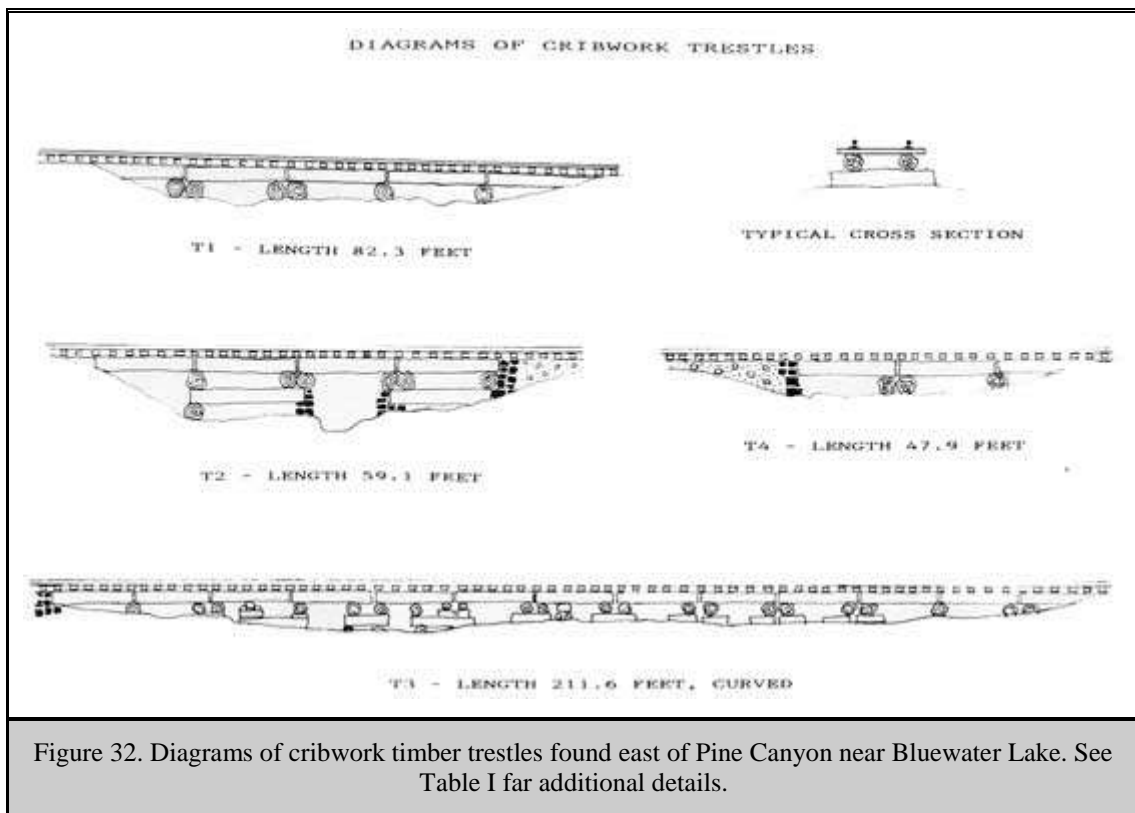 DIAGRAMS OF CRIBWORK TRESTLES
T1 - LENGTH 82.3 FEET
TYPICAL CROSS SECTION
T2 - LENGTH 59.1 FEET
T4 - LENGTH 47.9 FEET
T3 - LENGTH 211.6 FEET, CURVED
Figure 32. Diagrams of cribwork timber trestles found east of Pine Canyon near Bluewater Lake. See
Table I far additional details.